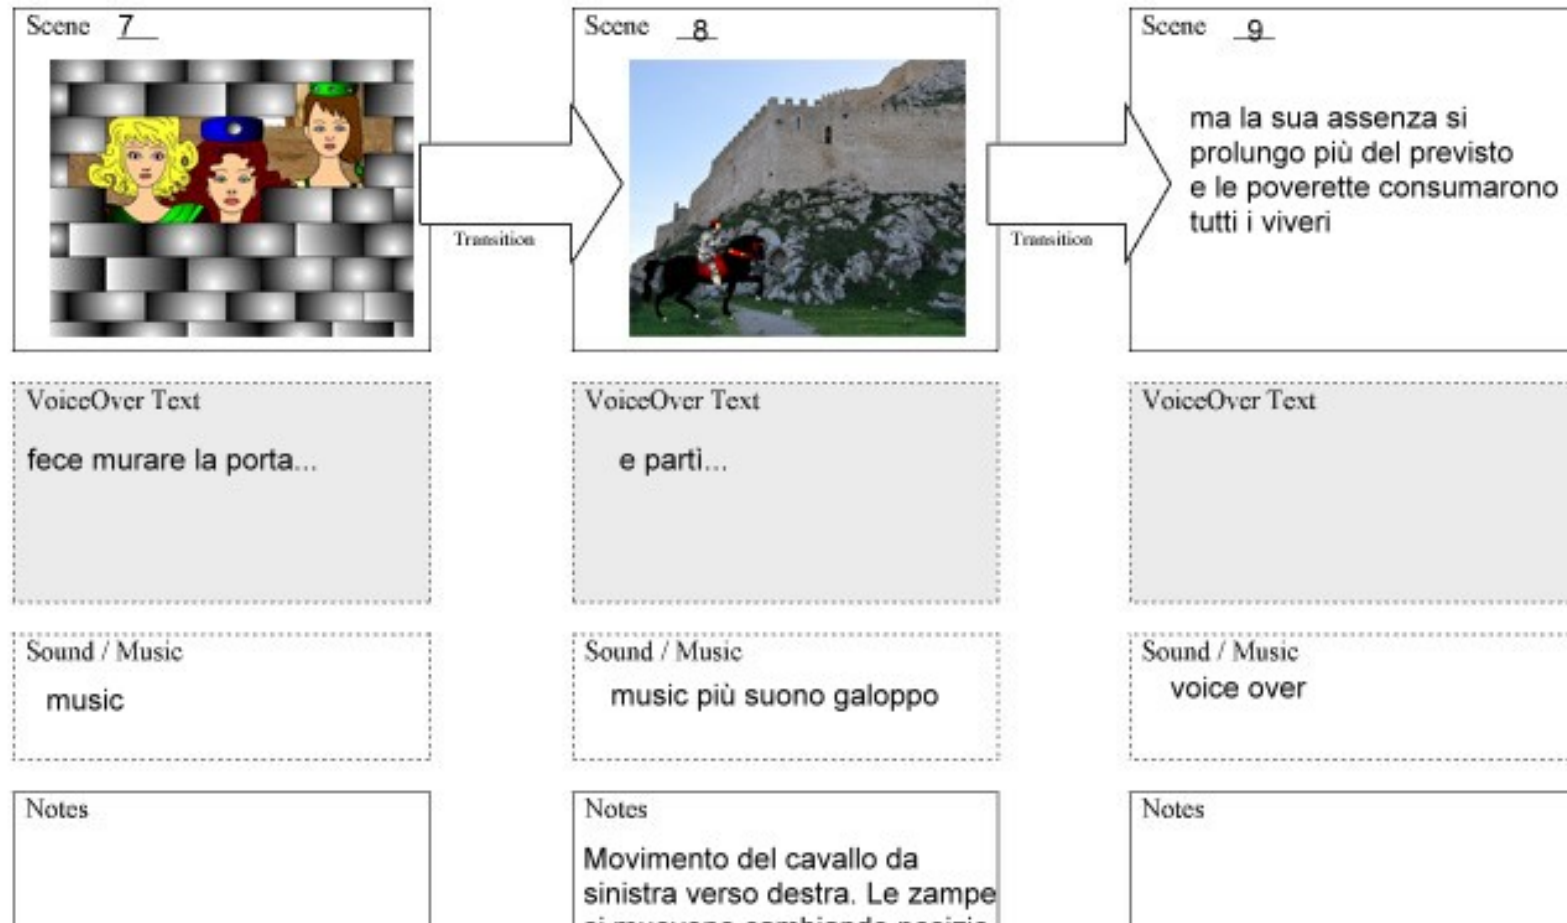 Scene 7
Scene 8
Scene 9
ma la sua assenza si
prolungo più del previsto
e le poverette consumarono
tutti i viveri
Transition
Transition
VoiceOver Text
fece murare la porta...
VoiceOver Text
e partì...
VoiceOver Text
Sound / Music
music
Sound / Music
music più suono galoppo
Sound / Music
voice over
Notes
Notes
Movimento del cavallo da
sinistra verso destra. Le zampe
Notes